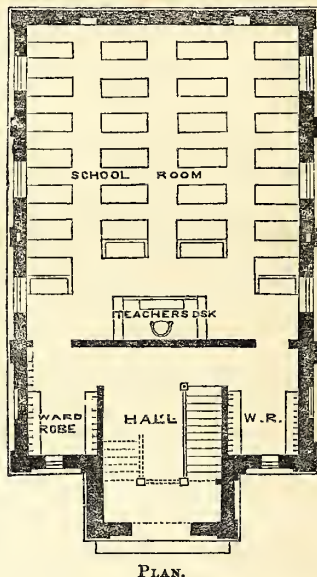 SCHOOL ROOM
TEACHERS DSK
WARD
ROBE
HALL
W.R.
PLAN.